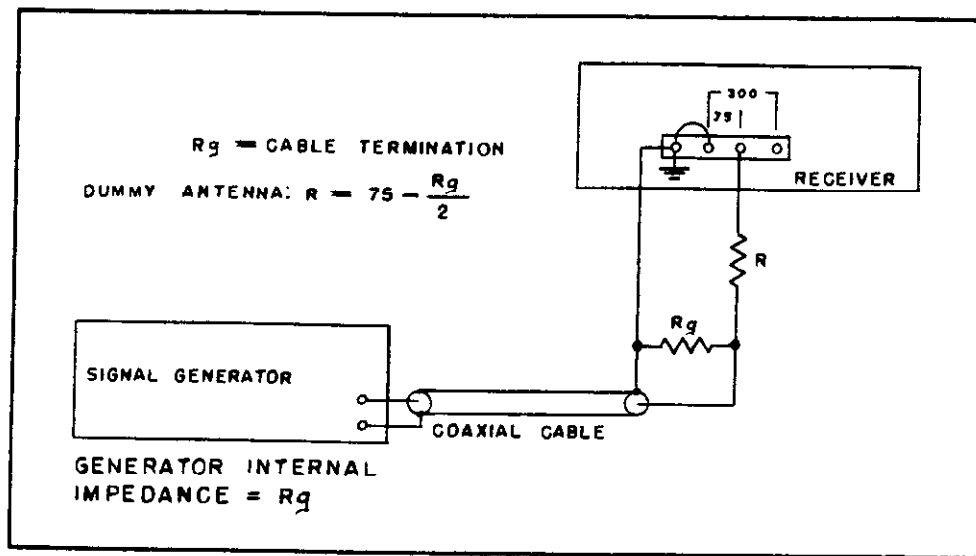 300
75
RECEIVER
Rg = CABLE TERMINATION
DUMMY ANTENNA: R = 75 - Rg/2
R
Rg
SIGNAL GENERATOR
COAXIAL CABLE
GENERATOR INTERNAL
IMPEDANCE = Rg